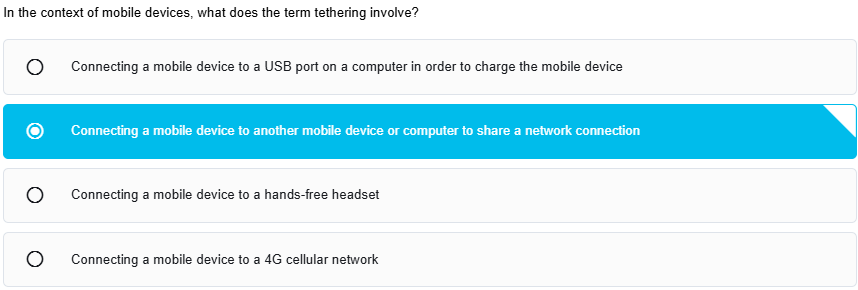 In the context of mobile devices, what does the term tethering involve?
Connecting a mobile device to a USB port on a computer in order to charge the mobile device
Connecting a mobile device to another mobile device or computer to share a network connection
Connecting a mobile device to a hands-free headset
Connecting a mobile device to a 4G cellular network